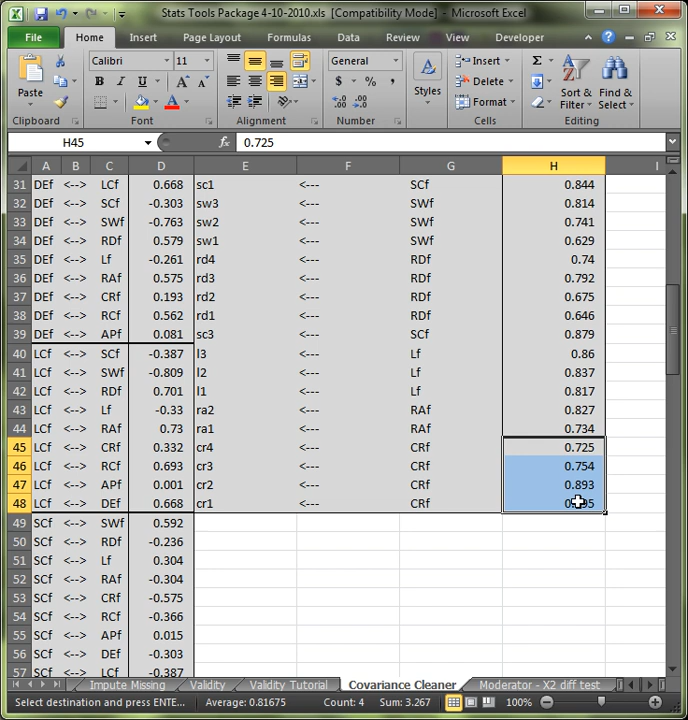 Stats Tools Package 4-10-2010.xls [Compatibility Mode] - Microsoft Excel
File Home Insert Page Layout Formulas Data Review View Developer
Paste
Clipboard
Calibri 11
B I U
A A
Font
Alignment
General
$ % ,
Number
Styles
Insert
Delete
Format
Cells
Σ
Sort & Filter
Find & Select
Editing
H45 fx 0.725
A B C D E F G H I
31 DEf <--> LCf 0.668 sc1 <--- SCf 0.844
32 DEf <--> SCf -0.303 sw3 <--- SWf 0.814
33 DEf <--> SWf -0.763 sw2 <--- SWf 0.741
34 DEf <--> RDf 0.579 sw1 <--- SWf 0.629
35 DEf <--> Lf -0.261 rd4 <--- RDf 0.74
36 DEf <--> RAf 0.575 rd3 <--- RDf 0.792
37 DEf <--> CRf 0.193 rd2 <--- RDf 0.675
38 DEf <--> RCf 0.562 rd1 <--- RDf 0.646
39 DEf <--> APf 0.081 sc3 <--- SCf 0.879
40 LCf <--> SCf -0.387 l3 <--- Lf 0.86
41 LCf <--> SWf -0.809 l2 <--- Lf 0.837
42 LCf <--> RDf 0.701 l1 <--- Lf 0.817
43 LCf <--> Lf -0.33 ra2 <--- RAf 0.827
44 LCf <--> RAf 0.73 ra1 <--- RAf 0.734
45 LCf <--> CRf 0.332 cr4 <--- CRf 0.725
46 LCf <--> RCf 0.693 cr3 <--- CRf 0.754
47 LCf <--> APf 0.001 cr2 <--- CRf 0.893
48 LCf <--> DEf 0.668 cr1 <--- CRf
49 SCf <--> SWf 0.592
50 SCf <--> RDf -0.236
51 SCf <--> Lf 0.304
52 SCf <--> RAf -0.304
53 SCf <--> CRf -0.575
54 SCf <--> RCf -0.366
55 SCf <--> APf 0.015
56 SCf <--> DEf -0.303
57 SCf <--> LCf -0.387
Impute Missing Validity Validity Tutorial Covariance Cleaner Moderator - X2 diff test
Select destination and press ENTE... Average: 0.81675 Count: 4 Sum: 3.267 100%